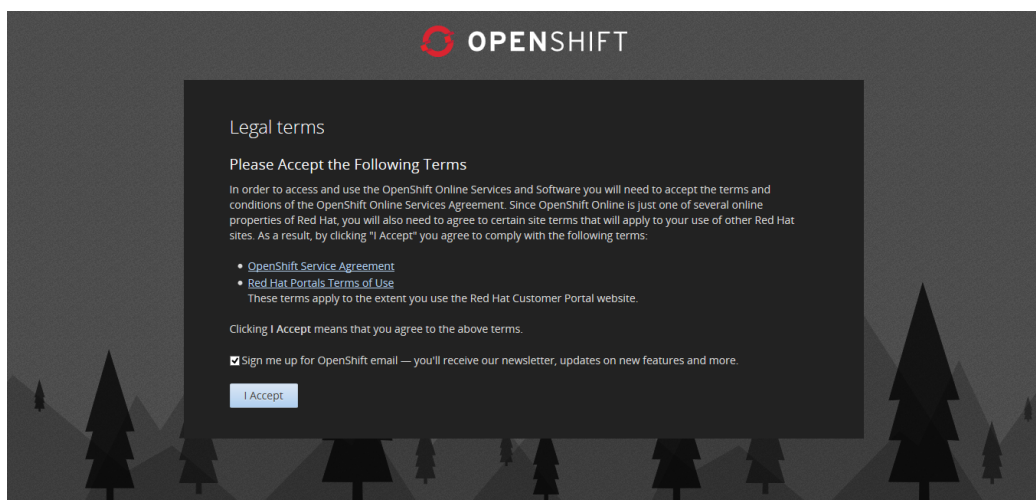 OPENSHIFT
Legal terms
Please Accept the Following Terms
In order to access and use the OpenShift Online Services and Software you will need to accept the terms and
conditions of the OpenShift Online Services Agreement. Since OpenShift Online is just one of several online
properties of Red Hat, you will also need to agree to certain site terms that will apply to your use of other Red Hat
sites. As a result, by clicking "I Accept" you agree to comply with the following terms:
• OpenShift Service Agreement
• Red Hat Portals Terms of Use
These terms apply to the extent you use the Red Hat Customer Portal website.
Clicking I Accept means that you agree to the above terms.
Sign me up for OpenShift email — you'll receive our newsletter, updates on new features and more.
I Accept